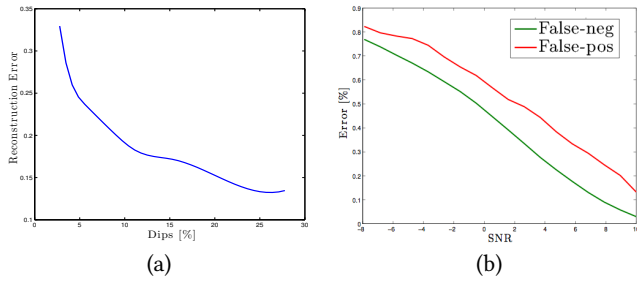 0.35
0.3
0.25
0.2
0.15
0.1
Reconstruction Error
0 5 10 15 20 25 30
Dips [%]
(a)
0.9
0.8
0.7
0.6
0.5
0.4
0.3
0.2
0.1
0
Error [%]
False-neg
False-pos
−8 −6 −4 −2 0 2 4 6 8 10
SNR
(b)